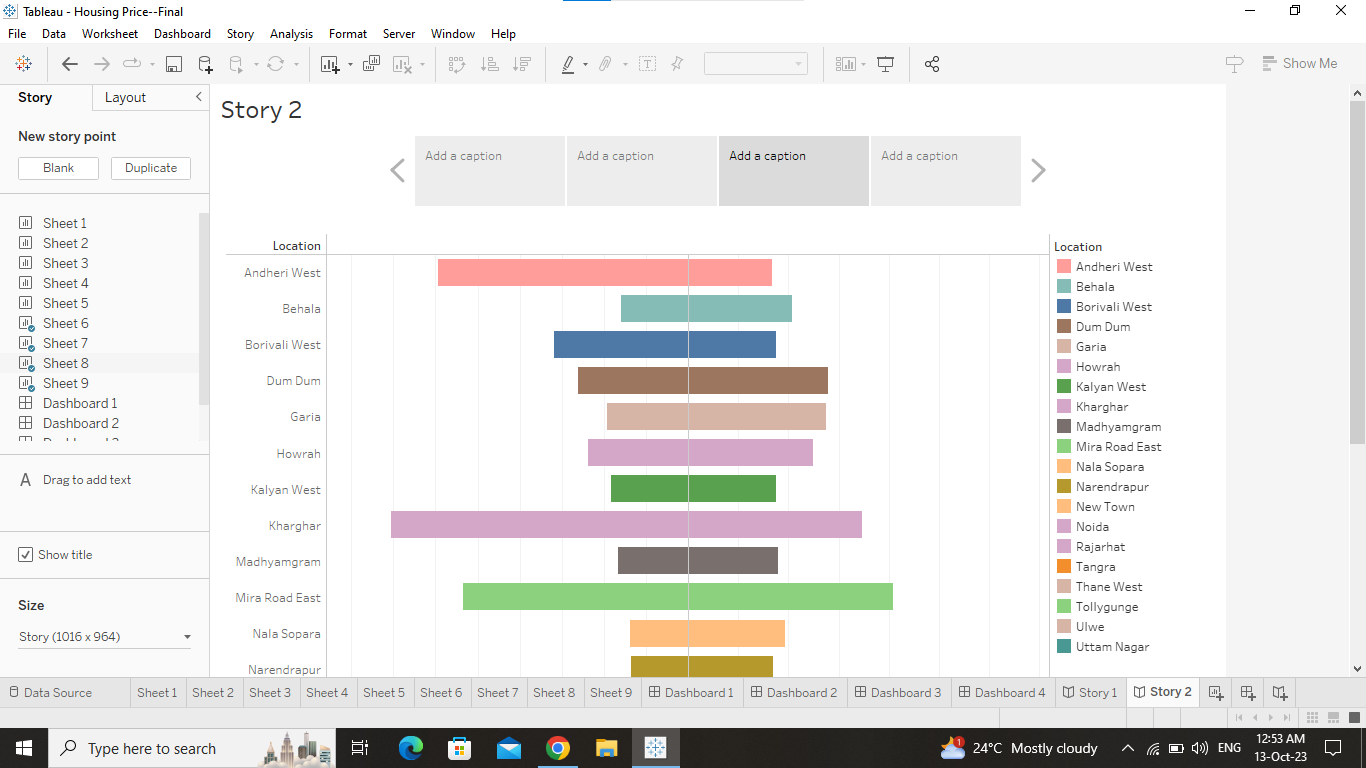 Tableau - Housing Price--Final
File Data Worksheet Dashboard Story Analysis Format Server Window Help
Show Me
Story Layout
New story point
Blank Duplicate
Sheet 1
Sheet 2
Sheet 3
Sheet 4
Sheet 5
Sheet 6
Sheet 7
Sheet 8
Sheet 9
Dashboard 1
Dashboard 2
A Drag to add text
Show title
Size
Story (1016 x 964)
Story 2
Add a caption Add a caption Add a caption Add a caption
Location
Andheri West
Behala
Borivali West
Dum Dum
Garia
Howrah
Kalyan West
Kharghar
Madhyamgram
Mira Road East
Nala Sopara
Narendrapur
Location
Andheri West
Behala
Borivali West
Dum Dum
Garia
Howrah
Kalyan West
Kharghar
Madhyamgram
Mira Road East
Nala Sopara
Narendrapur
New Town
Noida
Rajarhat
Tangra
Thane West
Tollygunge
Ulwe
Uttam Nagar
Data Source Sheet 1 Sheet 2 Sheet 3 Sheet 4 Sheet 5 Sheet 6 Sheet 7 Sheet 8 Sheet 9 Dashboard 1 Dashboard 2 Dashboard 3 Dashboard 4 Story 1 Story 2
Type here to search
1
24°C Mostly cloudy
ENG
12:53 AM
13-Oct-23